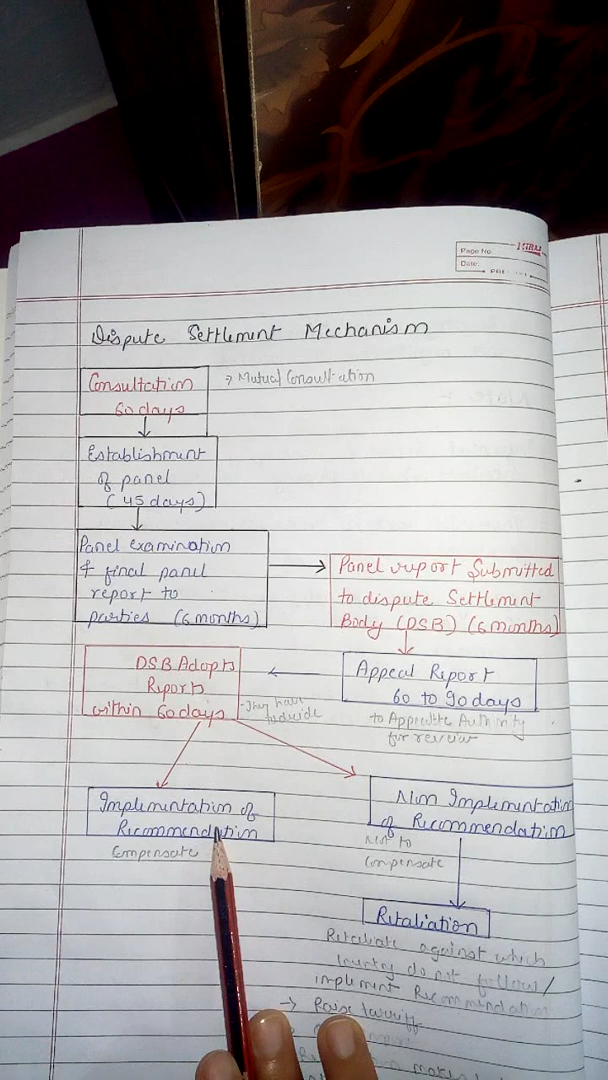 Page No.
Date:
Dispute Settlement Mechanism
Consultation
60 days
→ Mutual Consultation
Establishment
of panel
(45 days)
Panel examination
& final panel
report to
parties (6 months)
Panel report Submitted
to dispute Settlement
Body (DSB) (6 months)
Appeal Report
60 to 90 days
to Appellte Authority
for review
DSB Adopts
Reports
within 60 days
- They have
to decide
Implementation of
Recommendation
Compensate
Non Implementation
of Recommendation
Not to
Compensate
Retaliation
Retaliate against which
Country do not follow/
implement Recommendation
→ Raise tarriff